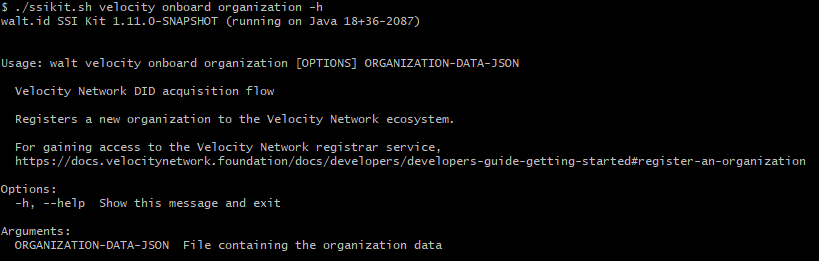 $ ./ssikit.sh velocity onboard organization -h
walt.id SSI Kit 1.11.0-SNAPSHOT (running on Java 18+36-2087)
Usage: walt velocity onboard organization [OPTIONS] ORGANIZATION-DATA-JSON
Velocity Network DID acquisition flow
Registers a new organization to the Velocity Network ecosystem.
For gaining access to the Velocity Network registrar service,
https://docs.velocitynetwork.foundation/docs/developers/developers-guide-getting-started#register-an-organization
Options:
-h, --help  Show this message and exit
Arguments:
ORGANIZATION-DATA-JSON  File containing the organization data